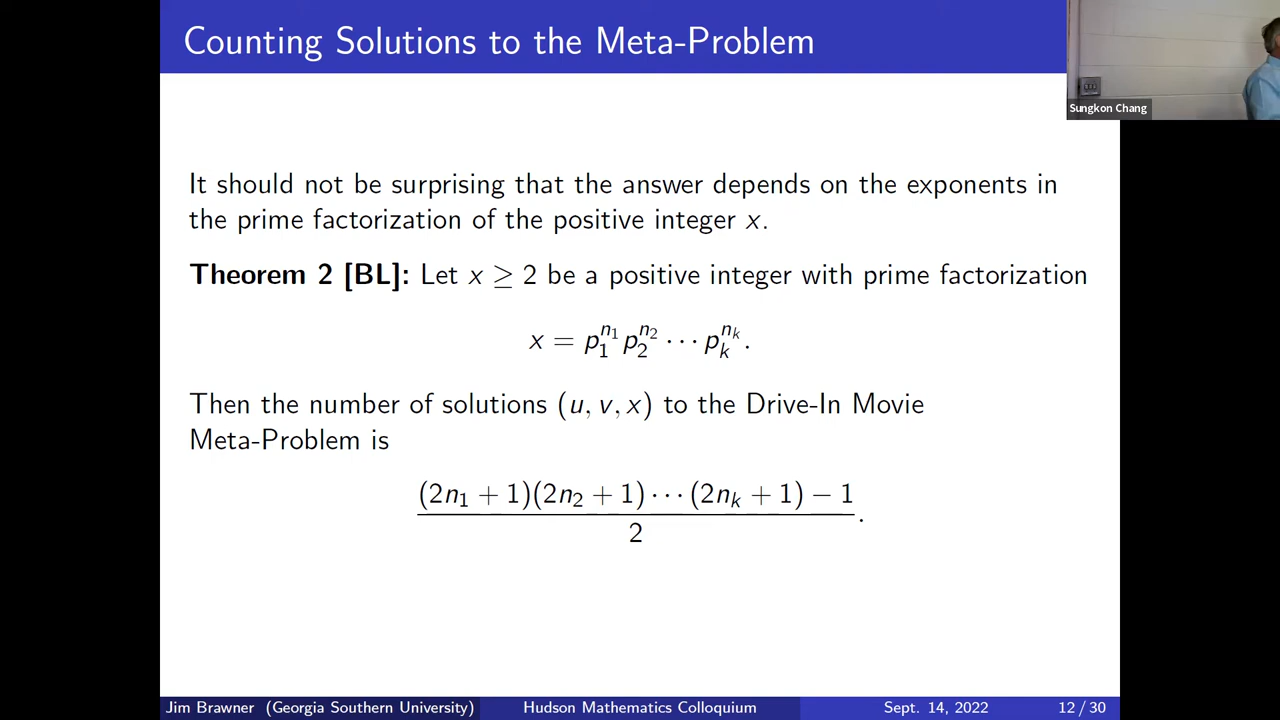 Counting Solutions to the Meta-Problem
Sungkon Chang
It should not be surprising that the answer depends on the exponents in
the prime factorization of the positive integer x.
Theorem 2 [BL]: Let x ≥ 2 be a positive integer with prime factorization
x = p₁^{n₁} p₂^{n₂} ⋯ pₖ^{nₖ}.
Then the number of solutions (u, v, x) to the Drive-In Movie
Meta-Problem is
(2n₁ + 1)(2n₂ + 1) ⋯ (2nₖ + 1) − 1
2 .
Jim Brawner (Georgia Southern University) Hudson Mathematics Colloquium Sept. 14, 2022 12 / 30